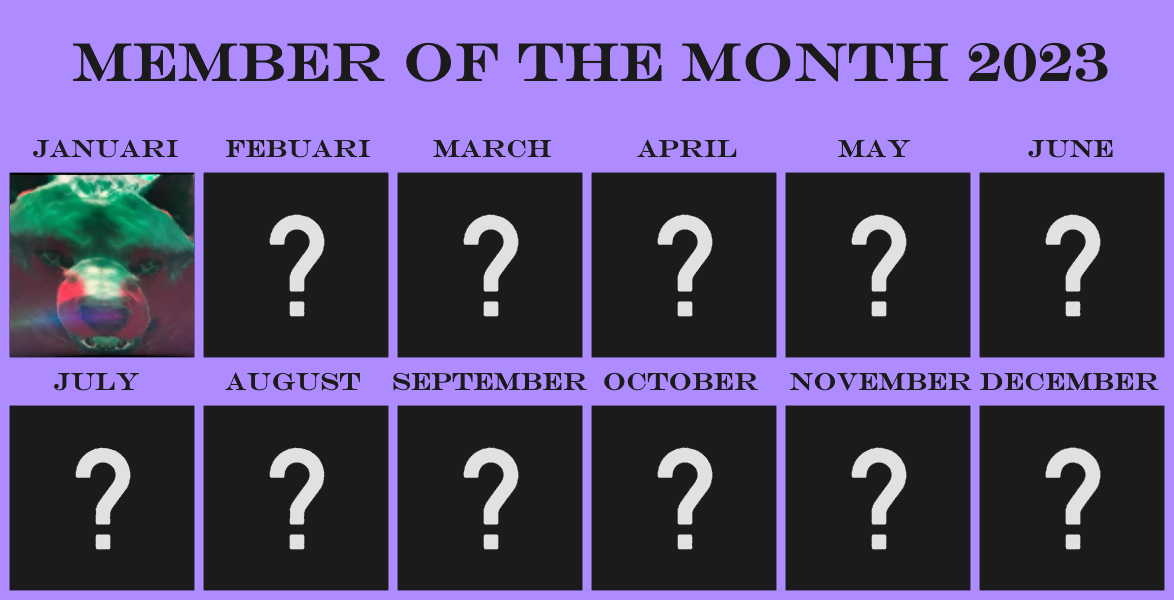 MEMBER OF THE MONTH 2023
JANUARI FEBUARI MARCH APRIL MAY JUNE
? ? ? ? ?
JULY AUGUST SEPTEMBER OCTOBER NOVEMBER DECEMBER
? ? ? ? ? ?